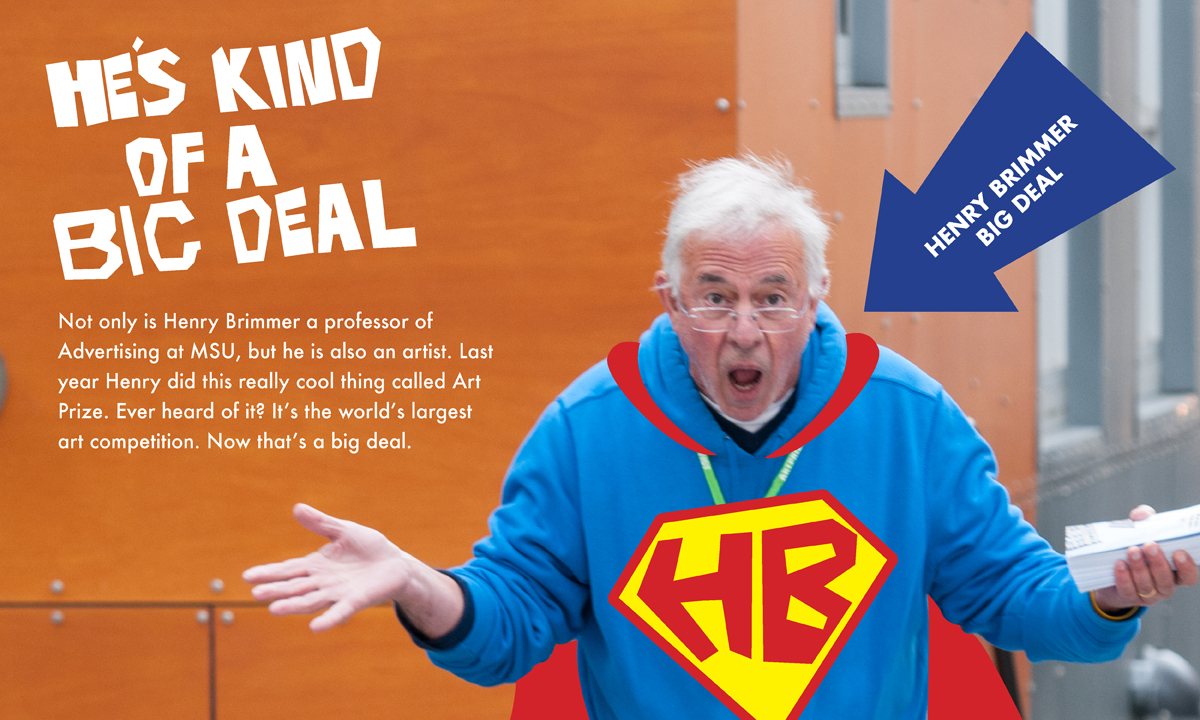 HE'S KIND
OF A
BIG DEAL
Not only is Henry Brimmer a professor of
Advertising at MSU, but he is also an artist. Last
year Henry did this really cool thing called Art
Prize. Ever heard of it? It's the world's largest
art competition. Now that's a big deal.
HENRY BRIMMER
BIG DEAL
HB